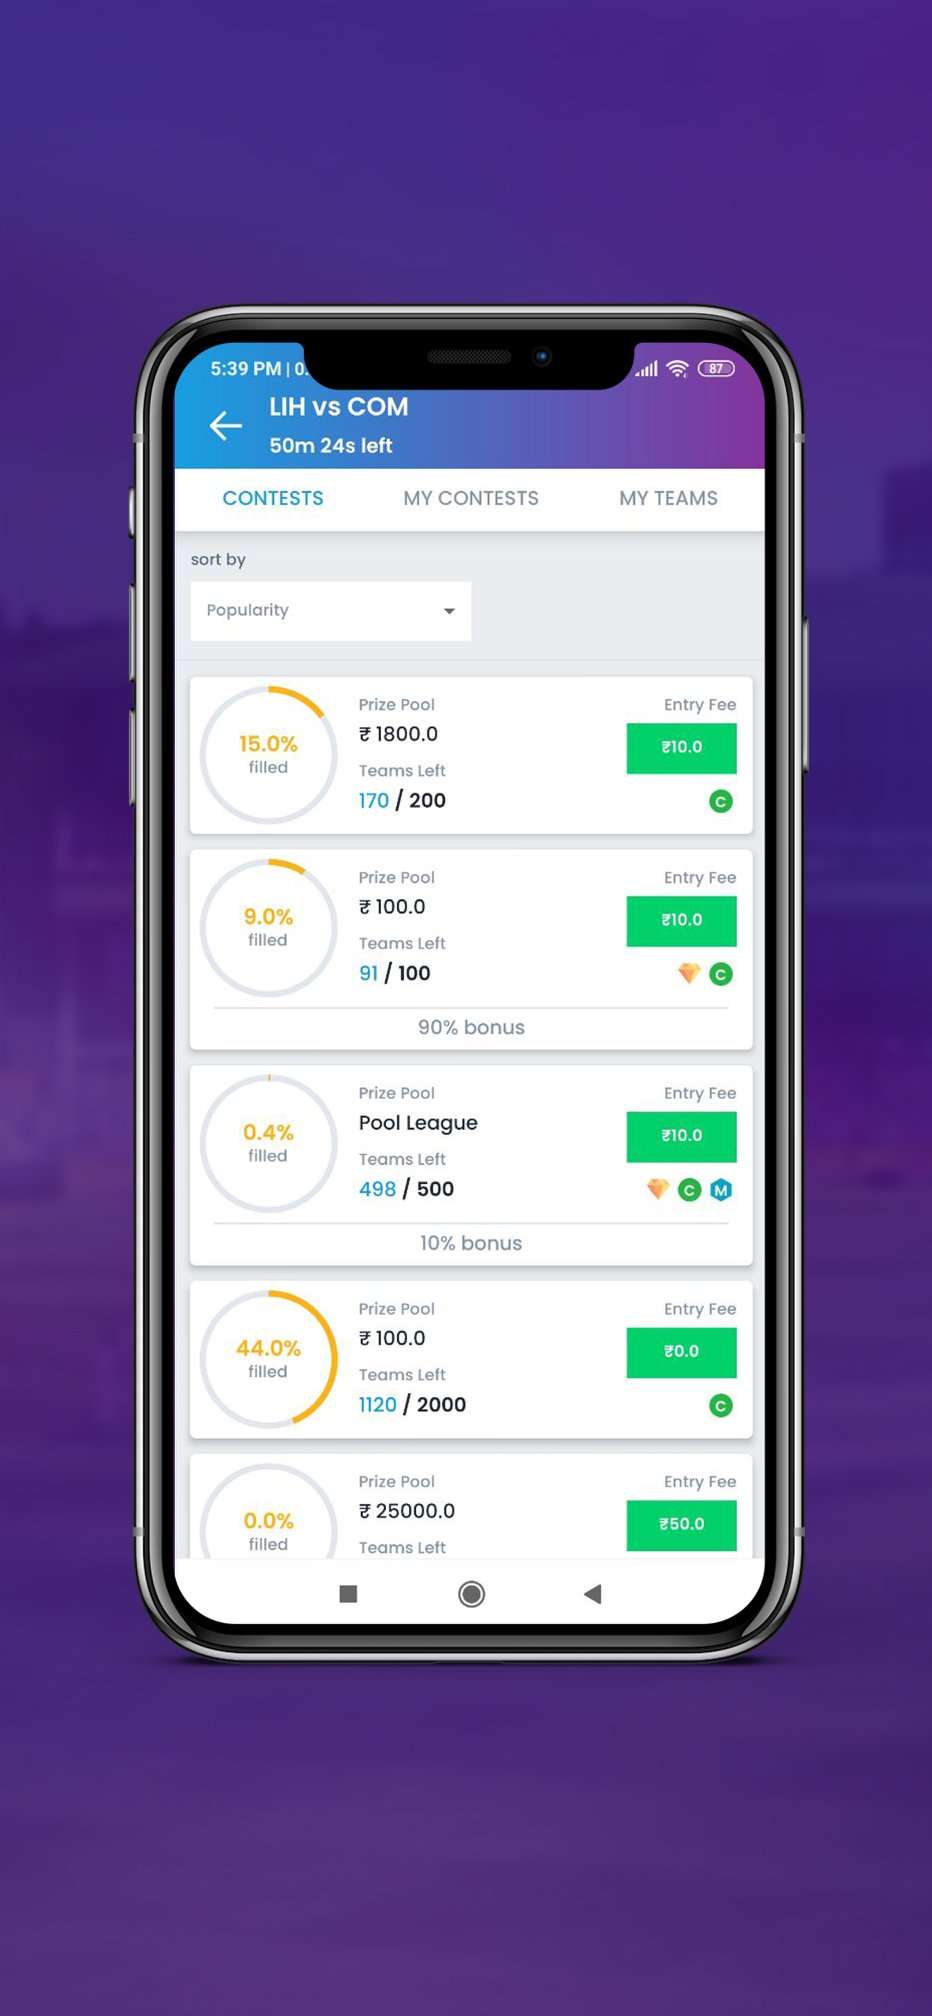 5:39 PM | 0.
87
LIH vs COM
50m 24s left
CONTESTS MY CONTESTS MY TEAMS
sort by
Popularity
Prize Pool Entry Fee
15.0% ₹ 1800.0 ₹10.0
filled Teams Left
170 / 200 C
Prize Pool Entry Fee
9.0% ₹ 100.0 ₹10.0
filled Teams Left
91 / 100 C
90% bonus
Prize Pool Entry Fee
0.4% Pool League ₹10.0
filled Teams Left
498 / 500 C M
10% bonus
Prize Pool Entry Fee
44.0% ₹ 100.0 ₹0.0
filled Teams Left
1120 / 2000 C
Prize Pool Entry Fee
0.0% ₹ 25000.0 ₹50.0
filled Teams Left